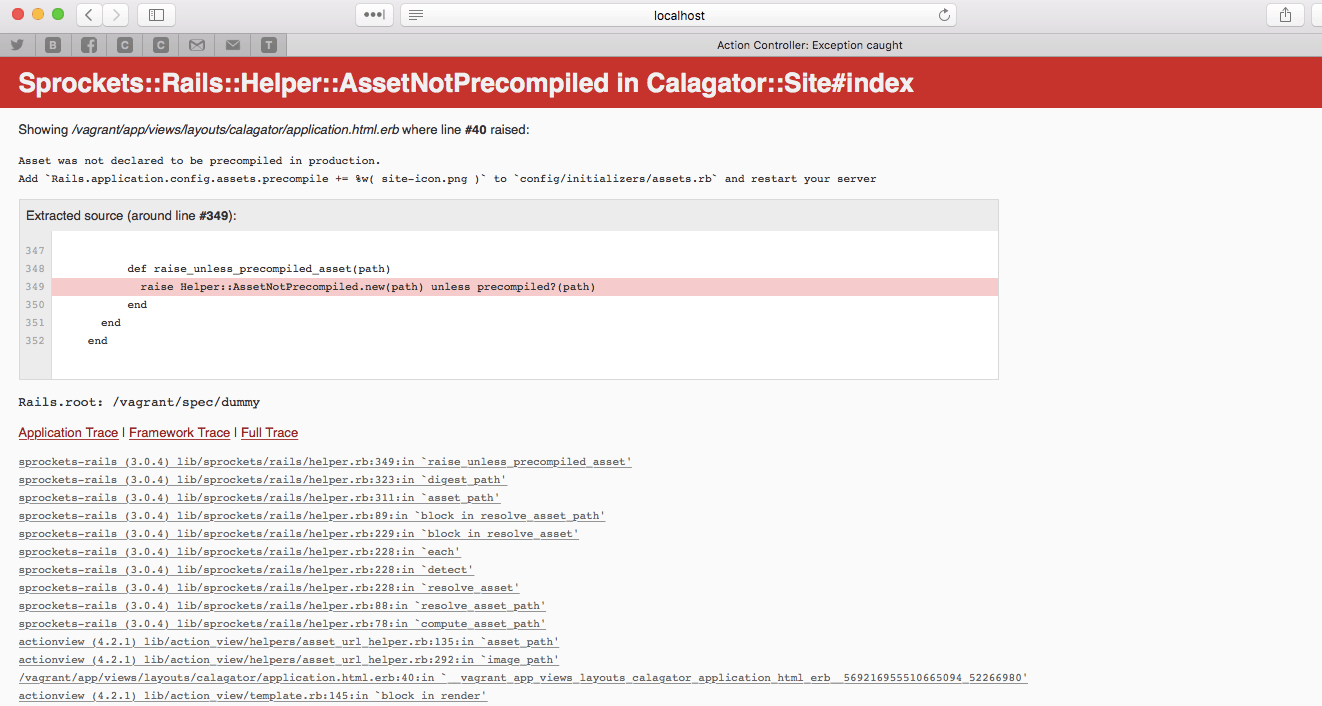 localhost
B
C
C
T
Action Controller: Exception caught
Sprockets::Rails::Helper::AssetNotPrecompiled in Calagator::Site#index
Showing /vagrant/app/views/layouts/calagator/application.html.erb where line #40 raised:
Asset was not declared to be precompiled in production.
Add `Rails.application.config.assets.precompile += %w( site-icon.png )` to `config/initializers/assets.rb` and restart your server
Extracted source (around line #349):
347
348 def raise_unless_precompiled_asset(path)
349 raise Helper::AssetNotPrecompiled.new(path) unless precompiled?(path)
350 end
351 end
352 end
Rails.root: /vagrant/spec/dummy
Application Trace | Framework Trace | Full Trace
sprockets-rails (3.0.4) lib/sprockets/rails/helper.rb:349:in `raise_unless_precompiled_asset'
sprockets-rails (3.0.4) lib/sprockets/rails/helper.rb:323:in `digest_path'
sprockets-rails (3.0.4) lib/sprockets/rails/helper.rb:311:in `asset_path'
sprockets-rails (3.0.4) lib/sprockets/rails/helper.rb:89:in `block in resolve_asset_path'
sprockets-rails (3.0.4) lib/sprockets/rails/helper.rb:229:in `block in resolve_asset'
sprockets-rails (3.0.4) lib/sprockets/rails/helper.rb:228:in `each'
sprockets-rails (3.0.4) lib/sprockets/rails/helper.rb:228:in `detect'
sprockets-rails (3.0.4) lib/sprockets/rails/helper.rb:228:in `resolve_asset'
sprockets-rails (3.0.4) lib/sprockets/rails/helper.rb:88:in `resolve_asset_path'
sprockets-rails (3.0.4) lib/sprockets/rails/helper.rb:78:in `compute_asset_path'
actionview (4.2.1) lib/action_view/helpers/asset_url_helper.rb:135:in `asset_path'
actionview (4.2.1) lib/action_view/helpers/asset_url_helper.rb:292:in `image_path'
/vagrant/app/views/layouts/calagator/application.html.erb:40:in `__vagrant_app_views_layouts_calagator_application_html_erb__569216955510665094_52266980'
actionview (4.2.1) lib/action_view/template.rb:145:in `block in render'